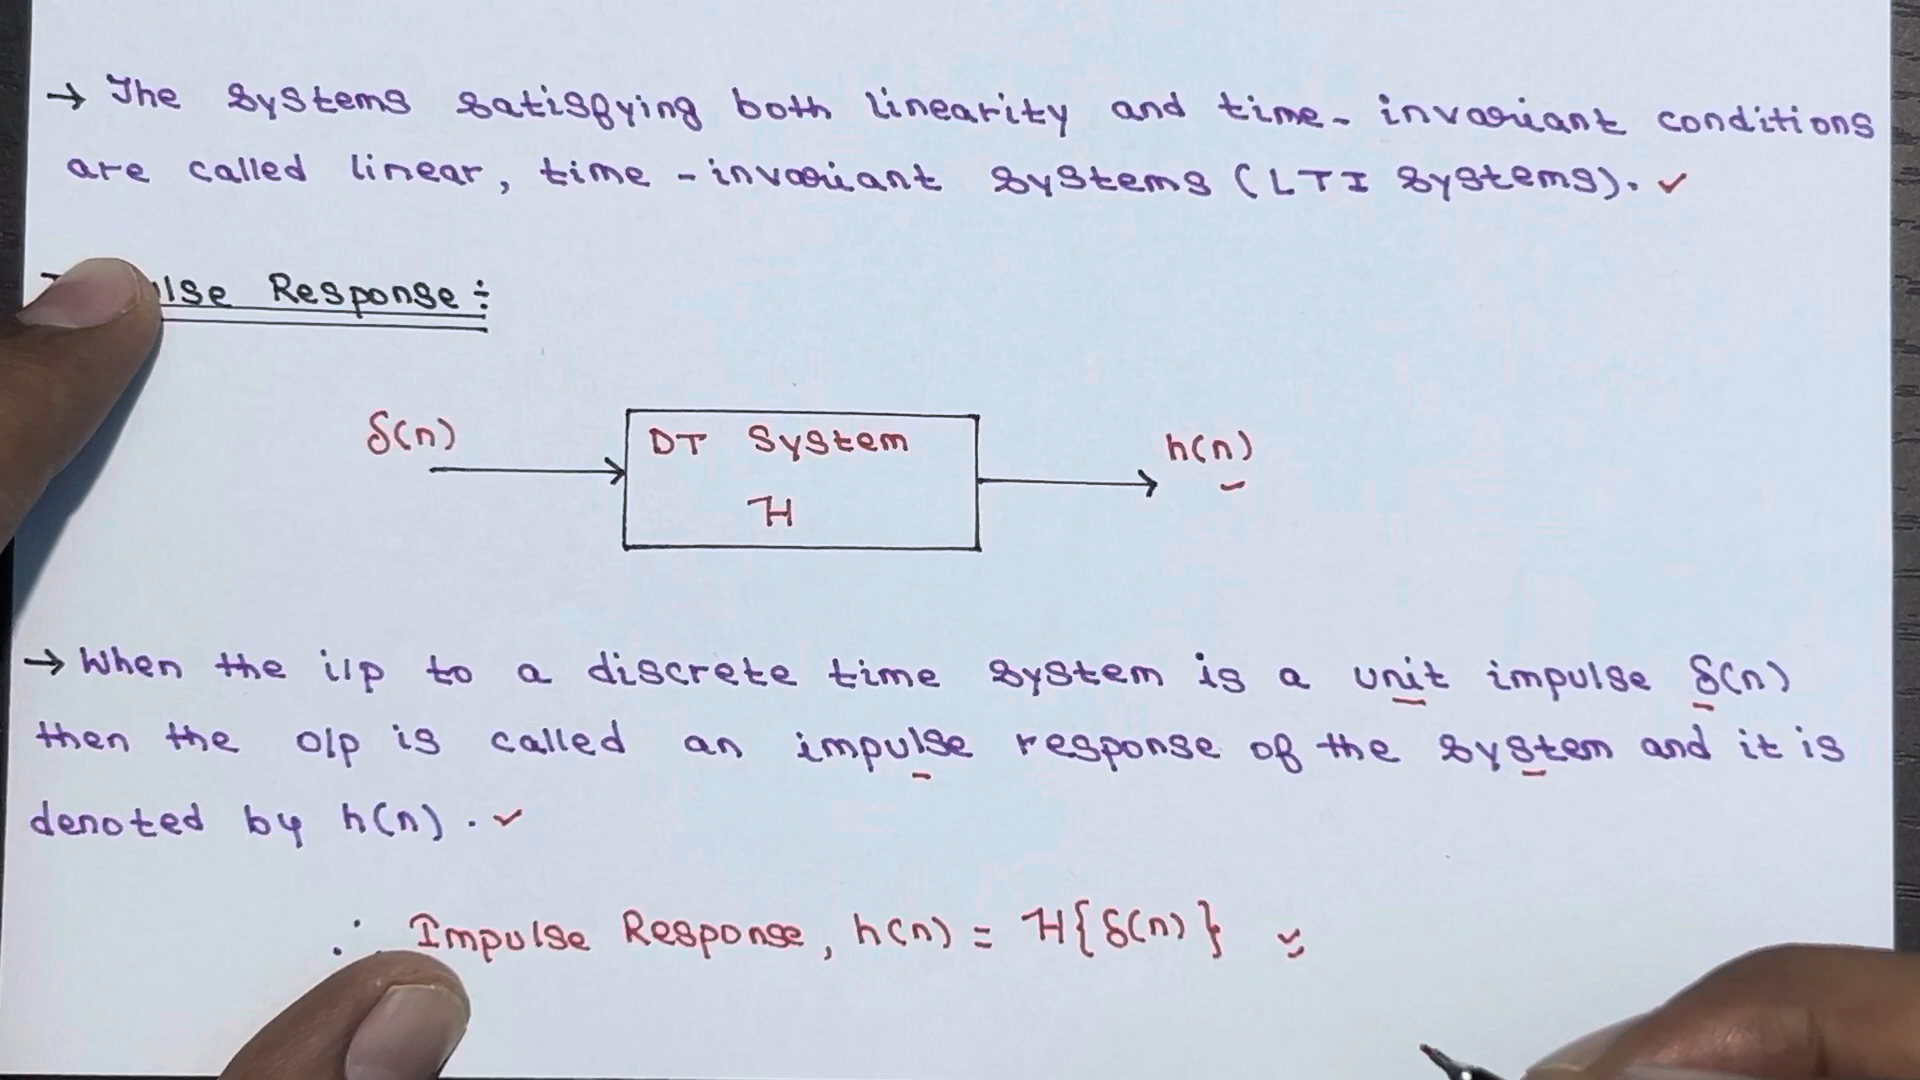 → The systems satisfying both linearity and time-invariant conditions
are called linear, time-invariant systems (LTI systems). ✓
Response:
δ(n)
DT System
h(n)
H
→ When the i/p to a discrete time system is a unit impulse δ(n)
then the o/p is called an impulse response of the system and it is
denoted by h(n). ✓
∴ Impulse Response, h(n) = H{δ(n)}